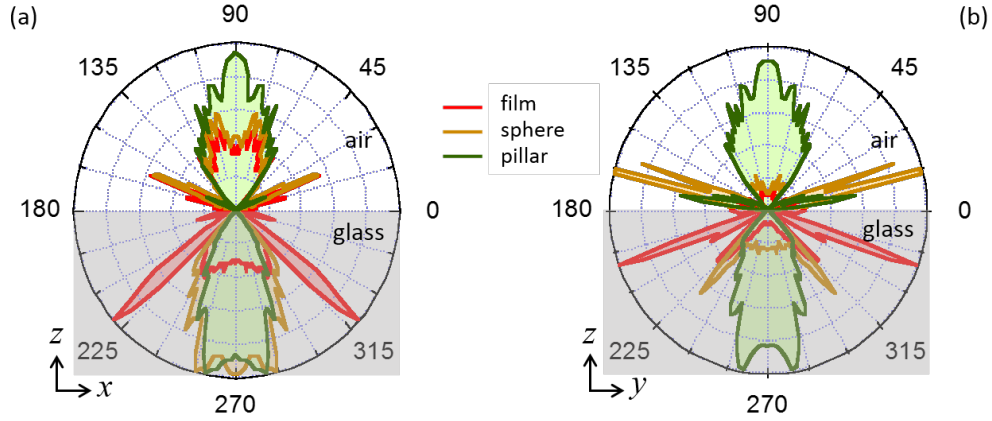 (a)
90
135
45
air
180
0
glass
225
315
270
z
x
film
sphere
pillar
(b)
90
135
45
air
180
0
glass
225
315
270
z
y